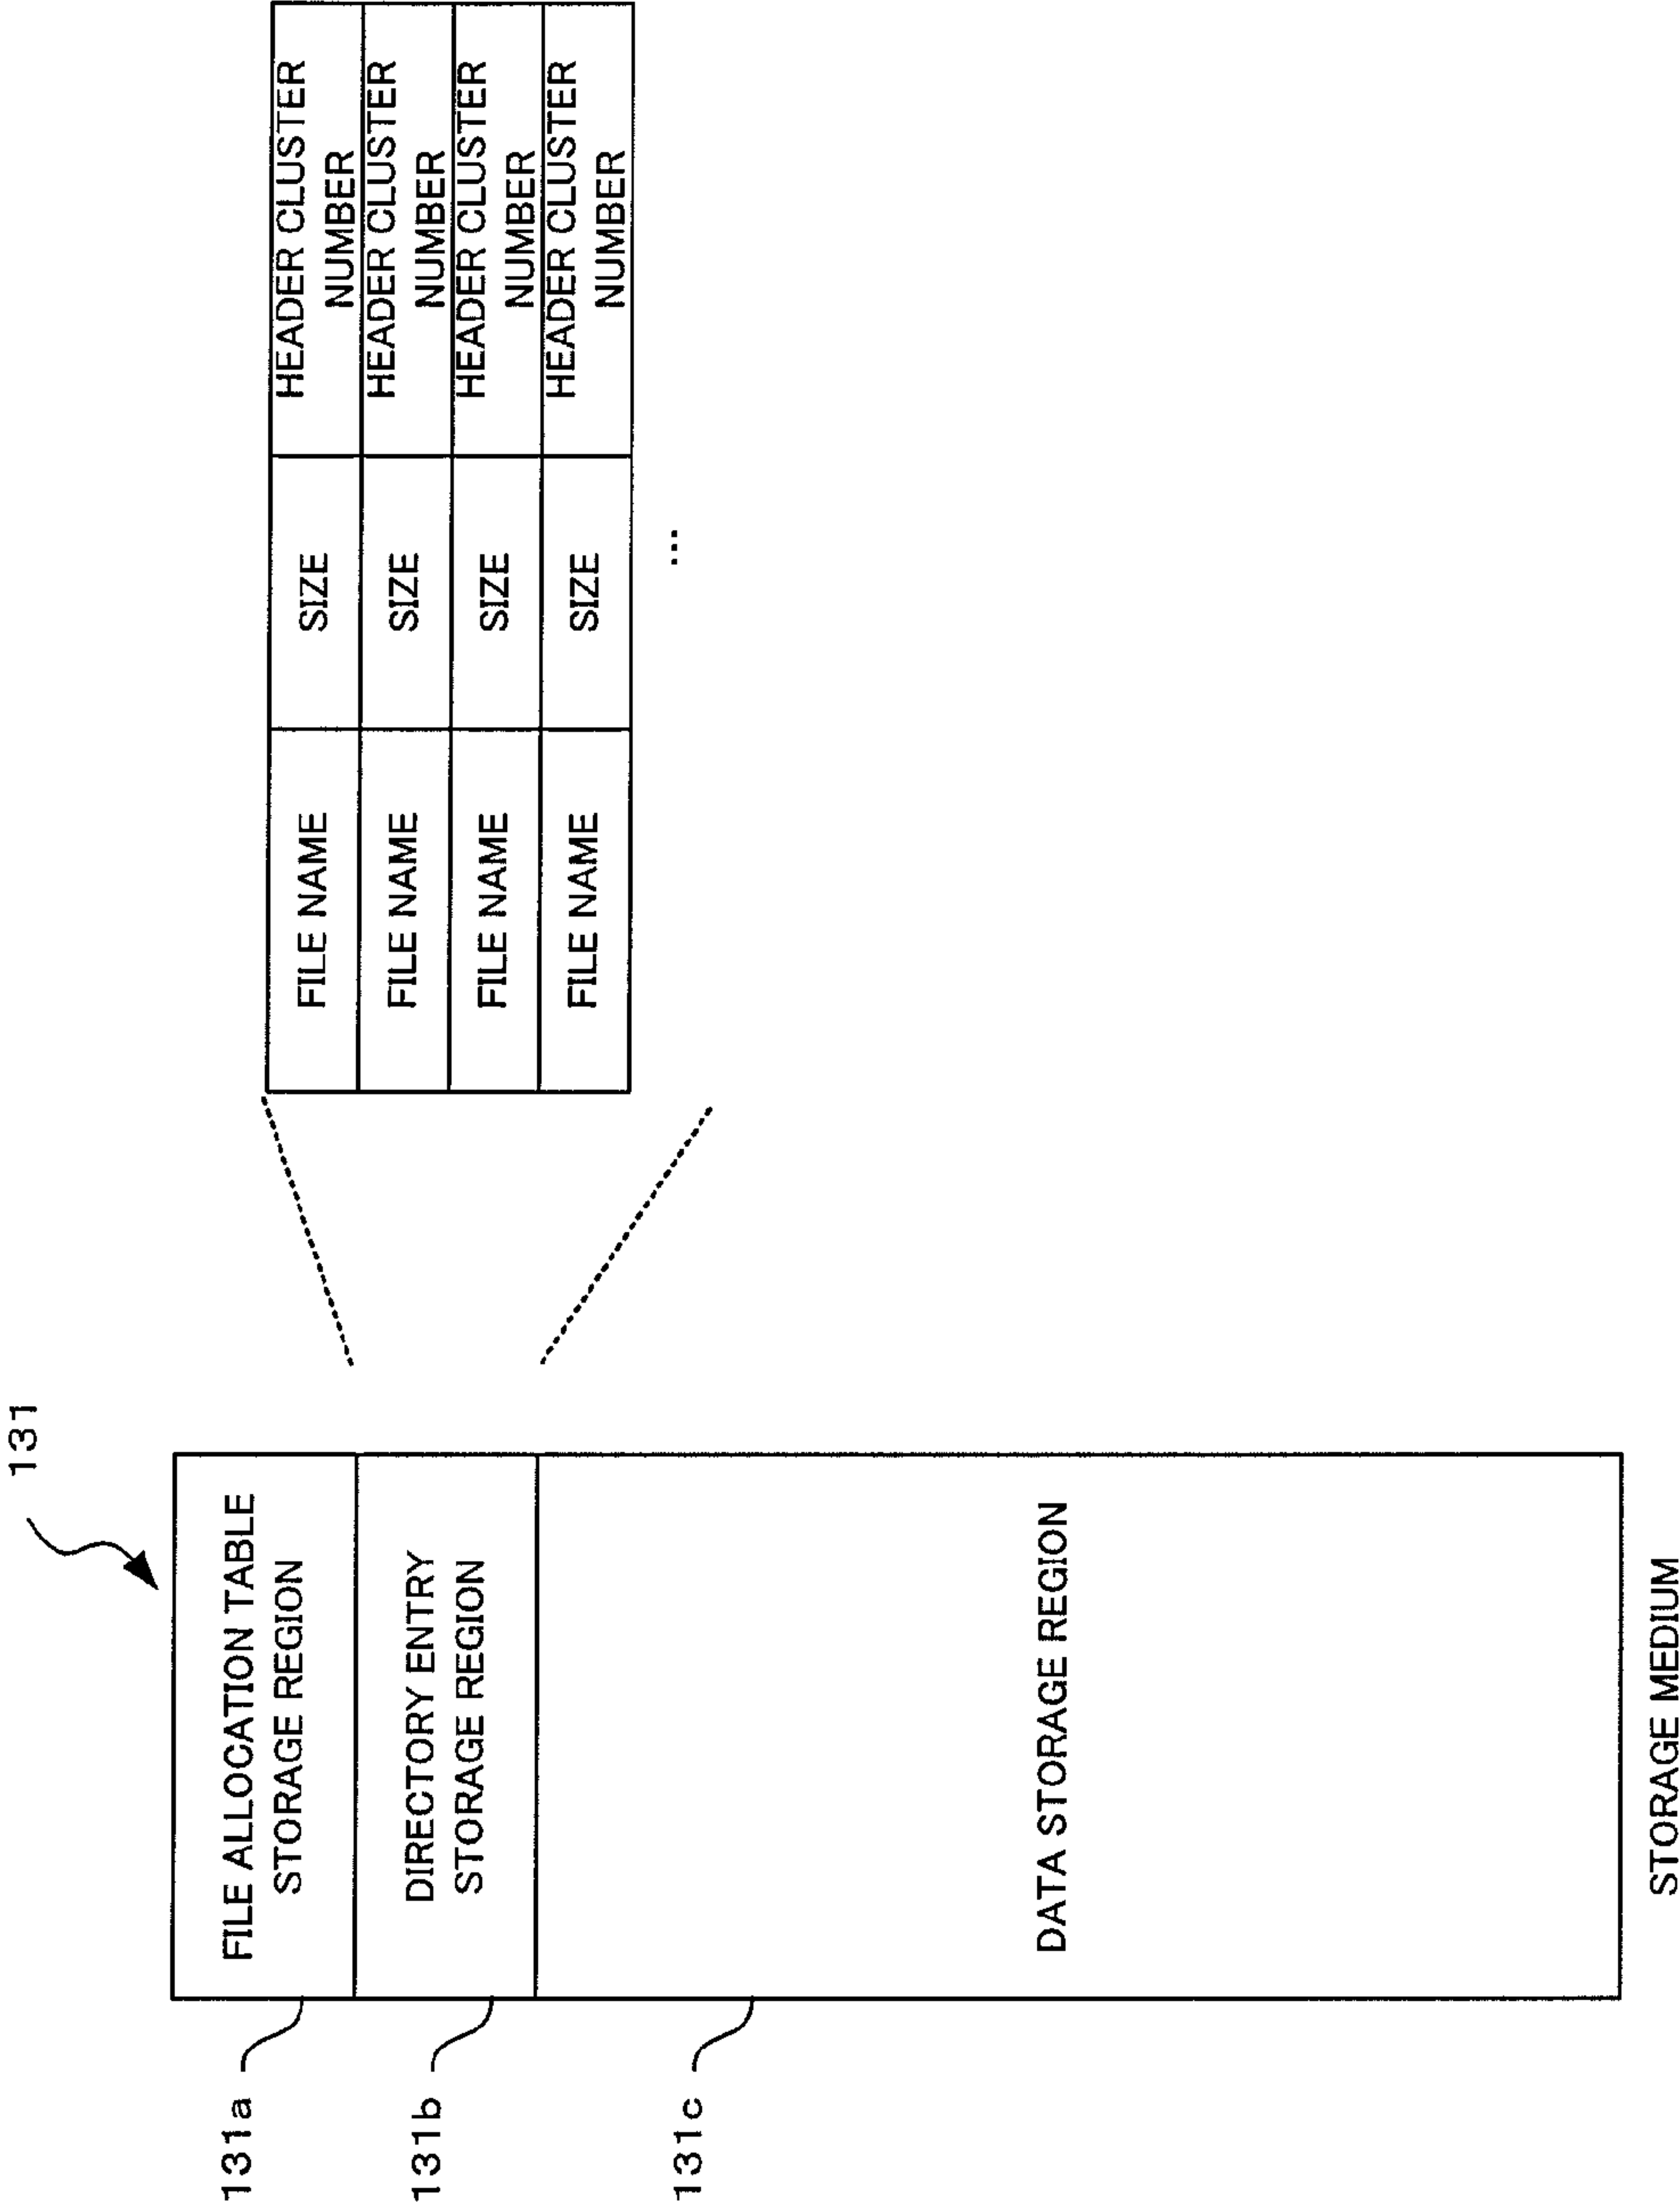 131
131a
FILE ALLOCATION TABLE
STORAGE REGION
131b
DIRECTORY ENTRY
STORAGE REGION
131c
DATA STORAGE REGION
STORAGE MEDIUM
FILE NAME
SIZE
HEADER CLUSTER
NUMBER
FILE NAME
SIZE
HEADER CLUSTER
NUMBER
FILE NAME
SIZE
HEADER CLUSTER
NUMBER
FILE NAME
SIZE
HEADER CLUSTER
NUMBER
...